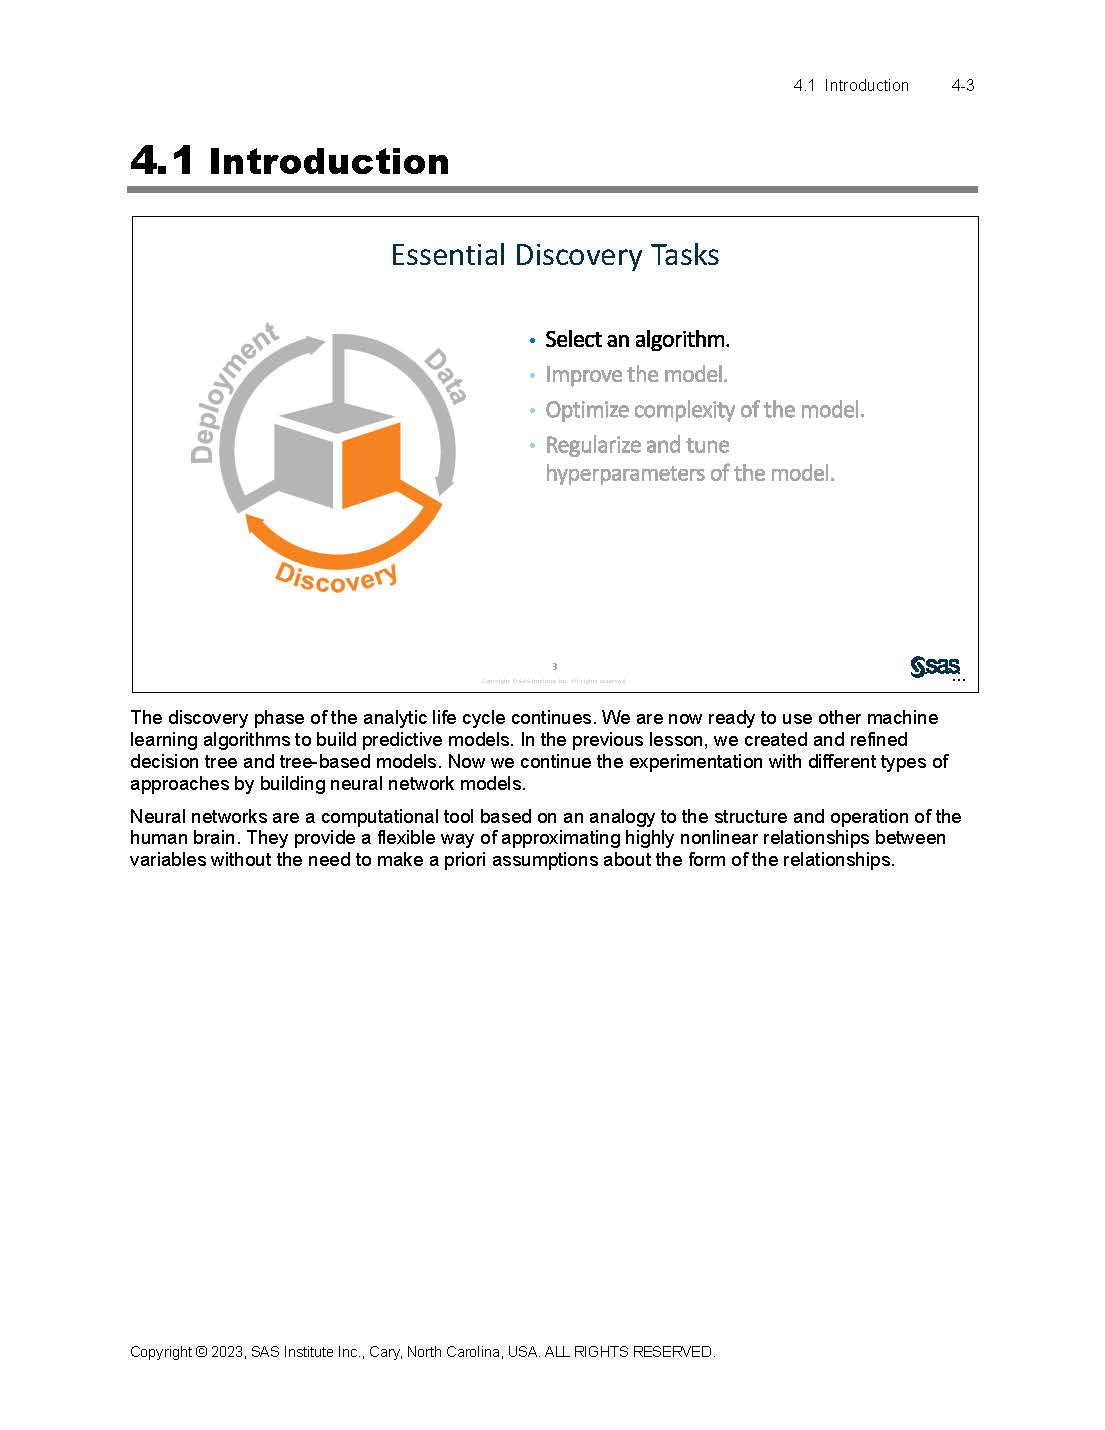 4.1 Introduction 4-3
4.1 Introduction
Essential Discovery Tasks
Deployment
Data
Discovery
• Select an algorithm.
• Improve the model.
• Optimize complexity of the model.
• Regularize and tune
hyperparameters of the model.
3
Copyright © SAS Institute Inc. All rights reserved.
sas
...
The discovery phase of the analytic life cycle continues. We are now ready to use other machine
learning algorithms to build predictive models. In the previous lesson, we created and refined
decision tree and tree-based models. Now we continue the experimentation with different types of
approaches by building neural network models.
Neural networks are a computational tool based on an analogy to the structure and operation of the
human brain. They provide a flexible way of approximating highly nonlinear relationships between
variables without the need to make a priori assumptions about the form of the relationships.
Copyright © 2023, SAS Institute Inc., Cary, North Carolina, USA. ALL RIGHTS RESERVED.